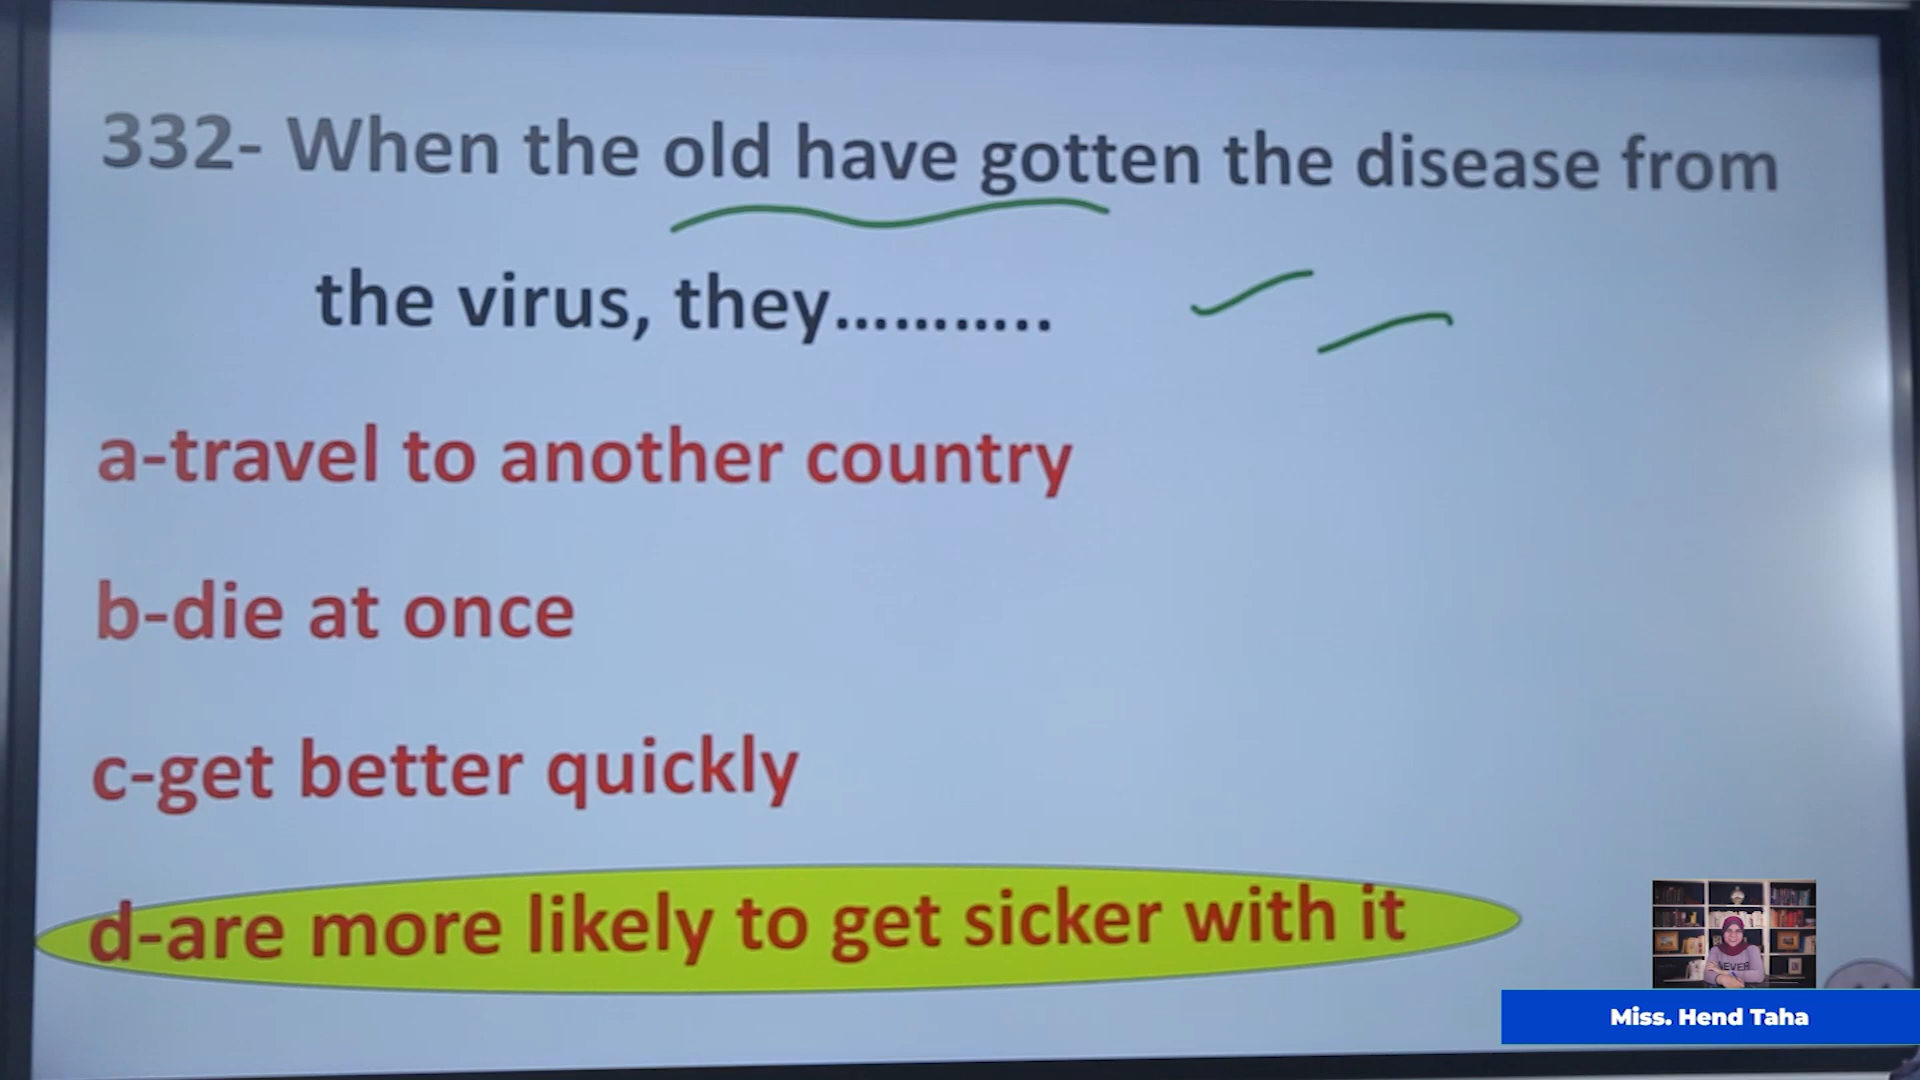 332- When the old have gotten the disease from
the virus, they...........
a-travel to another country
b-die at once
c-get better quickly
d-are more likely to get sicker with it
Miss. Hend Taha